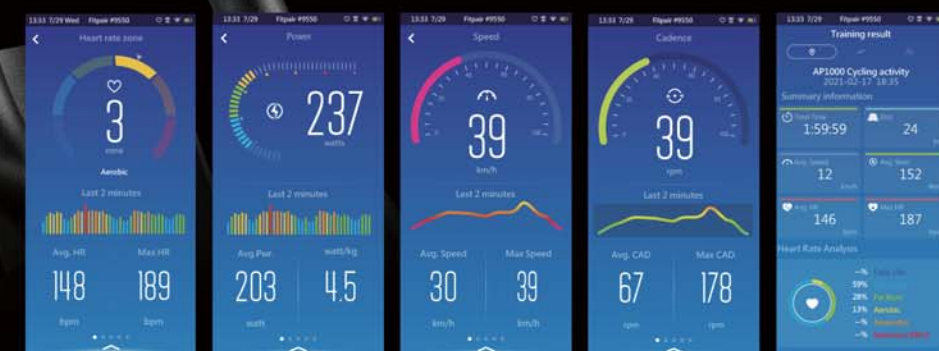 13:33 7/29 Wed Fitpair #9550
Heart rate zone
3
zone
Aerobic
Last 2 minutes
Avg. HR Max HR
148 189
bpm bpm
13:33 7/29 Fitpair #9550
Power
237
watts
Last 2 minutes
Avg.Pwr. watt/kg
203 4.5
watt
13:33 7/29 Fitpair #9550
Speed
39
km/h
Last 2 minutes
Avg. Speed Max Speed
30 39
km/h km/h
13:33 7/29 Fitpair #9550
Cadence
39
rpm
Last 2 minutes
Avg. CAD Max CAD
67 178
rpm rpm
13:33 7/29 Fitpair #9550
Training result
AP1000 Cycling activity
2021-02-17 18:35
Summary information
Total Time
1:59:59 24
Avg. Speed
12 152
km/h
Avg. HR Max HR
146 187
bpm bpm
Heart Rate Analysis
--%
59%
28% Fat Burn
13% Aerobic
--% Anaerobic
--%